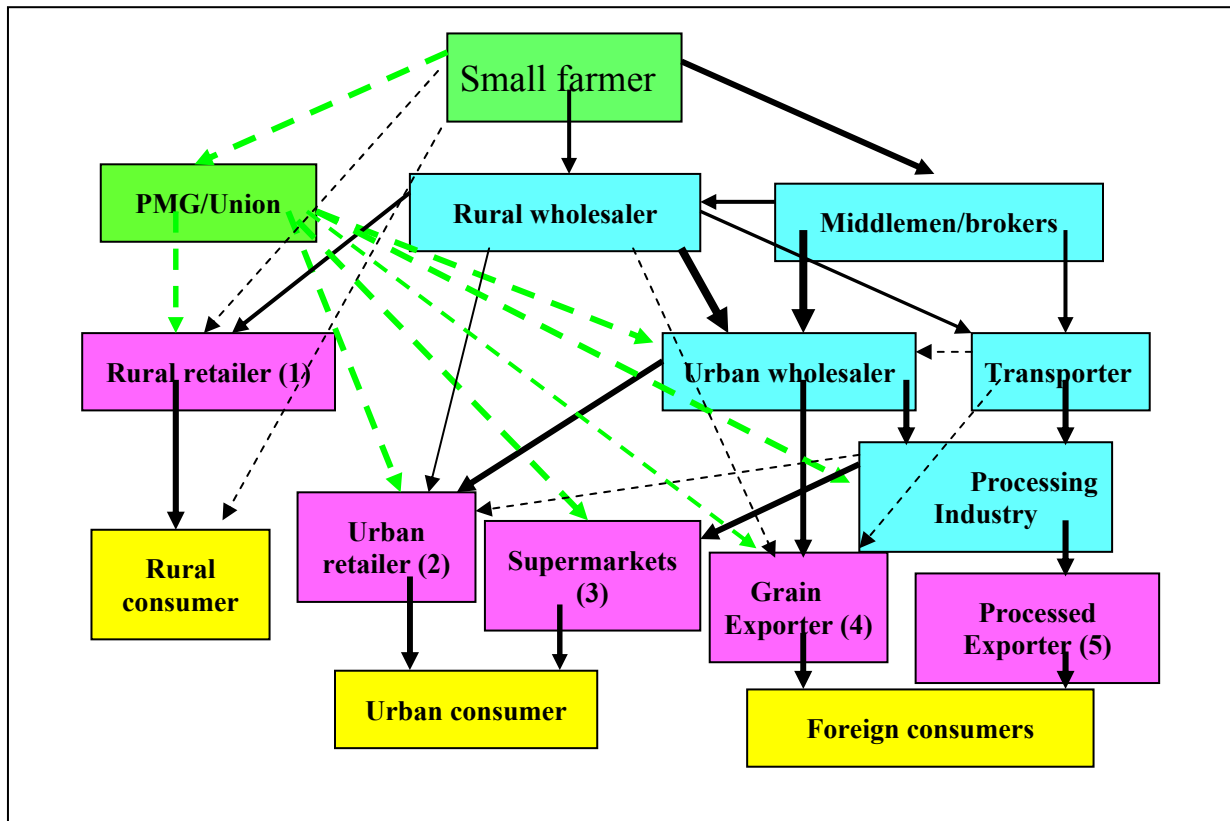 Small farmer
PMG/Union
Rural wholesaler
Middlemen/brokers
Rural retailer (1)
Urban wholesaler
Transporter
Processing
Industry
Urban
retailer (2)
Supermarkets
(3)
Rural
consumer
Grain
Exporter (4)
Processed
Exporter (5)
Urban consumer
Foreign consumers